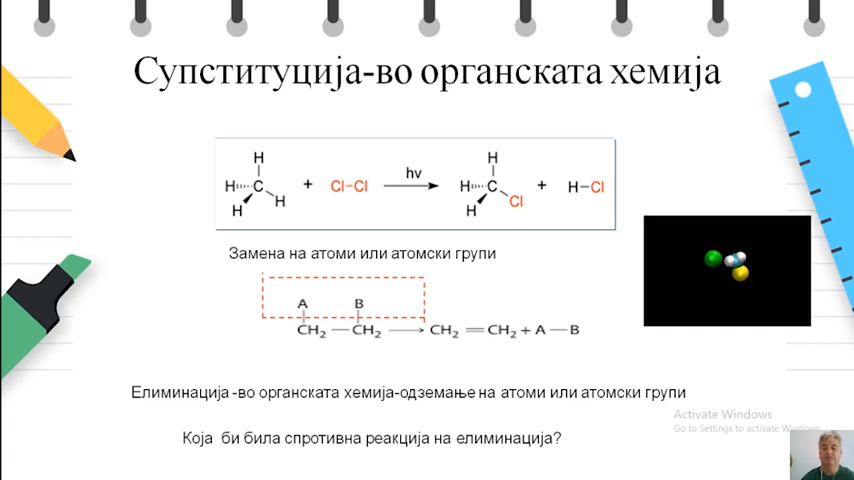 Супституција-во органската хемија
H H
H C + Cl-Cl hv H C + H-Cl
H H H Cl
Замена на атоми или атомски групи
A B
CH₂ — CH₂ → CH₂ = CH₂ + A — B
Елиминација -во органската хемија-одземање на атоми или атомски групи
Која би била спротивна реакција на елиминација?
Activate Windows
Go to Settings to activate Windows.